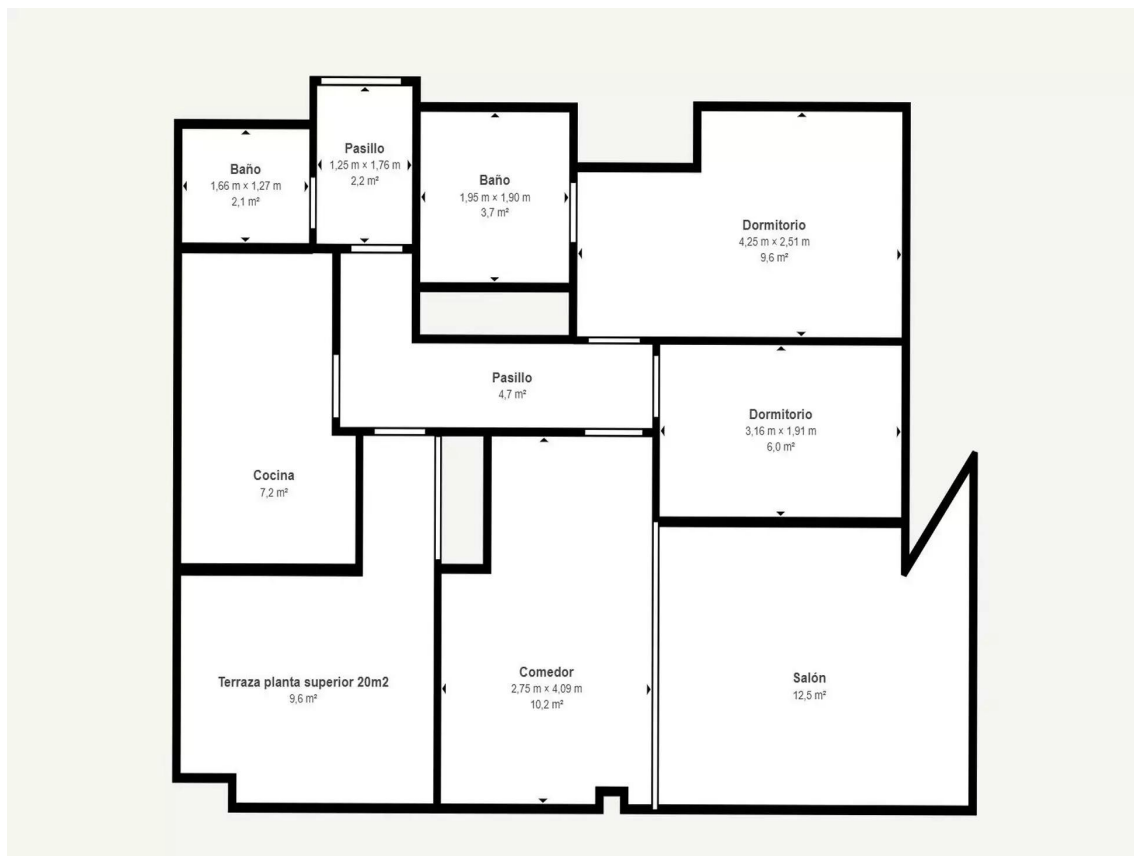 Pasillo
1,25 m × 1,76 m
2,2 m²
Baño
1,66 m × 1,27 m
2,1 m²
Baño
1,95 m × 1,90 m
3,7 m²
Dormitorio
4,25 m × 2,51 m
9,6 m²
Pasillo
4,7 m²
Dormitorio
3,16 m × 1,91 m
6,0 m²
Cocina
7,2 m²
Terraza planta superior 20m2
9,6 m²
Comedor
2,75 m × 4,09 m
10,2 m²
Salón
12,5 m²